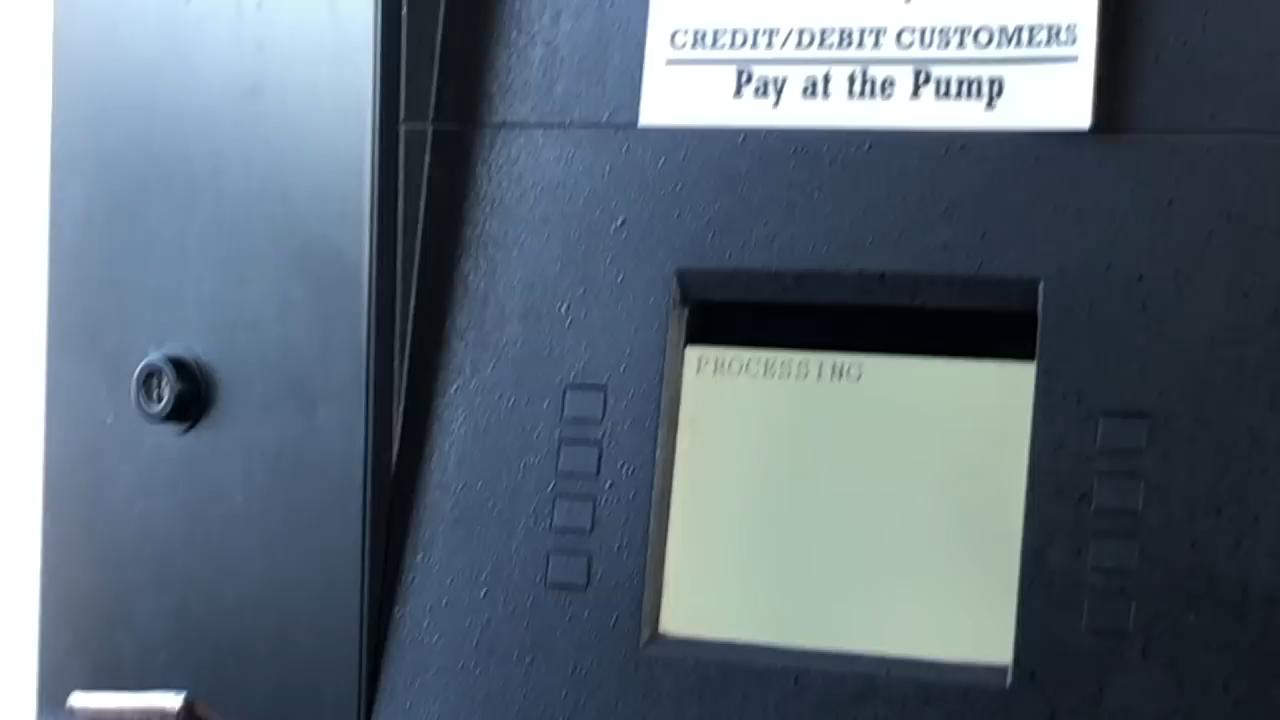 CREDIT/DEBIT CUSTOMERS
Pay at the Pump
PROCESSING